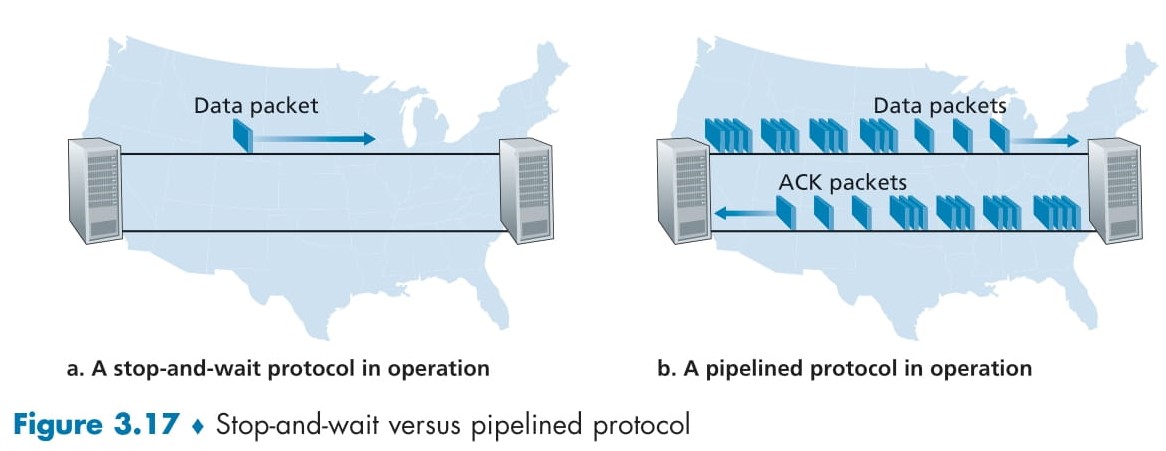 Data packet
Data packets
ACK packets
a. A stop-and-wait protocol in operation
b. A pipelined protocol in operation
Figure 3.17 ♦ Stop-and-wait versus pipelined protocol